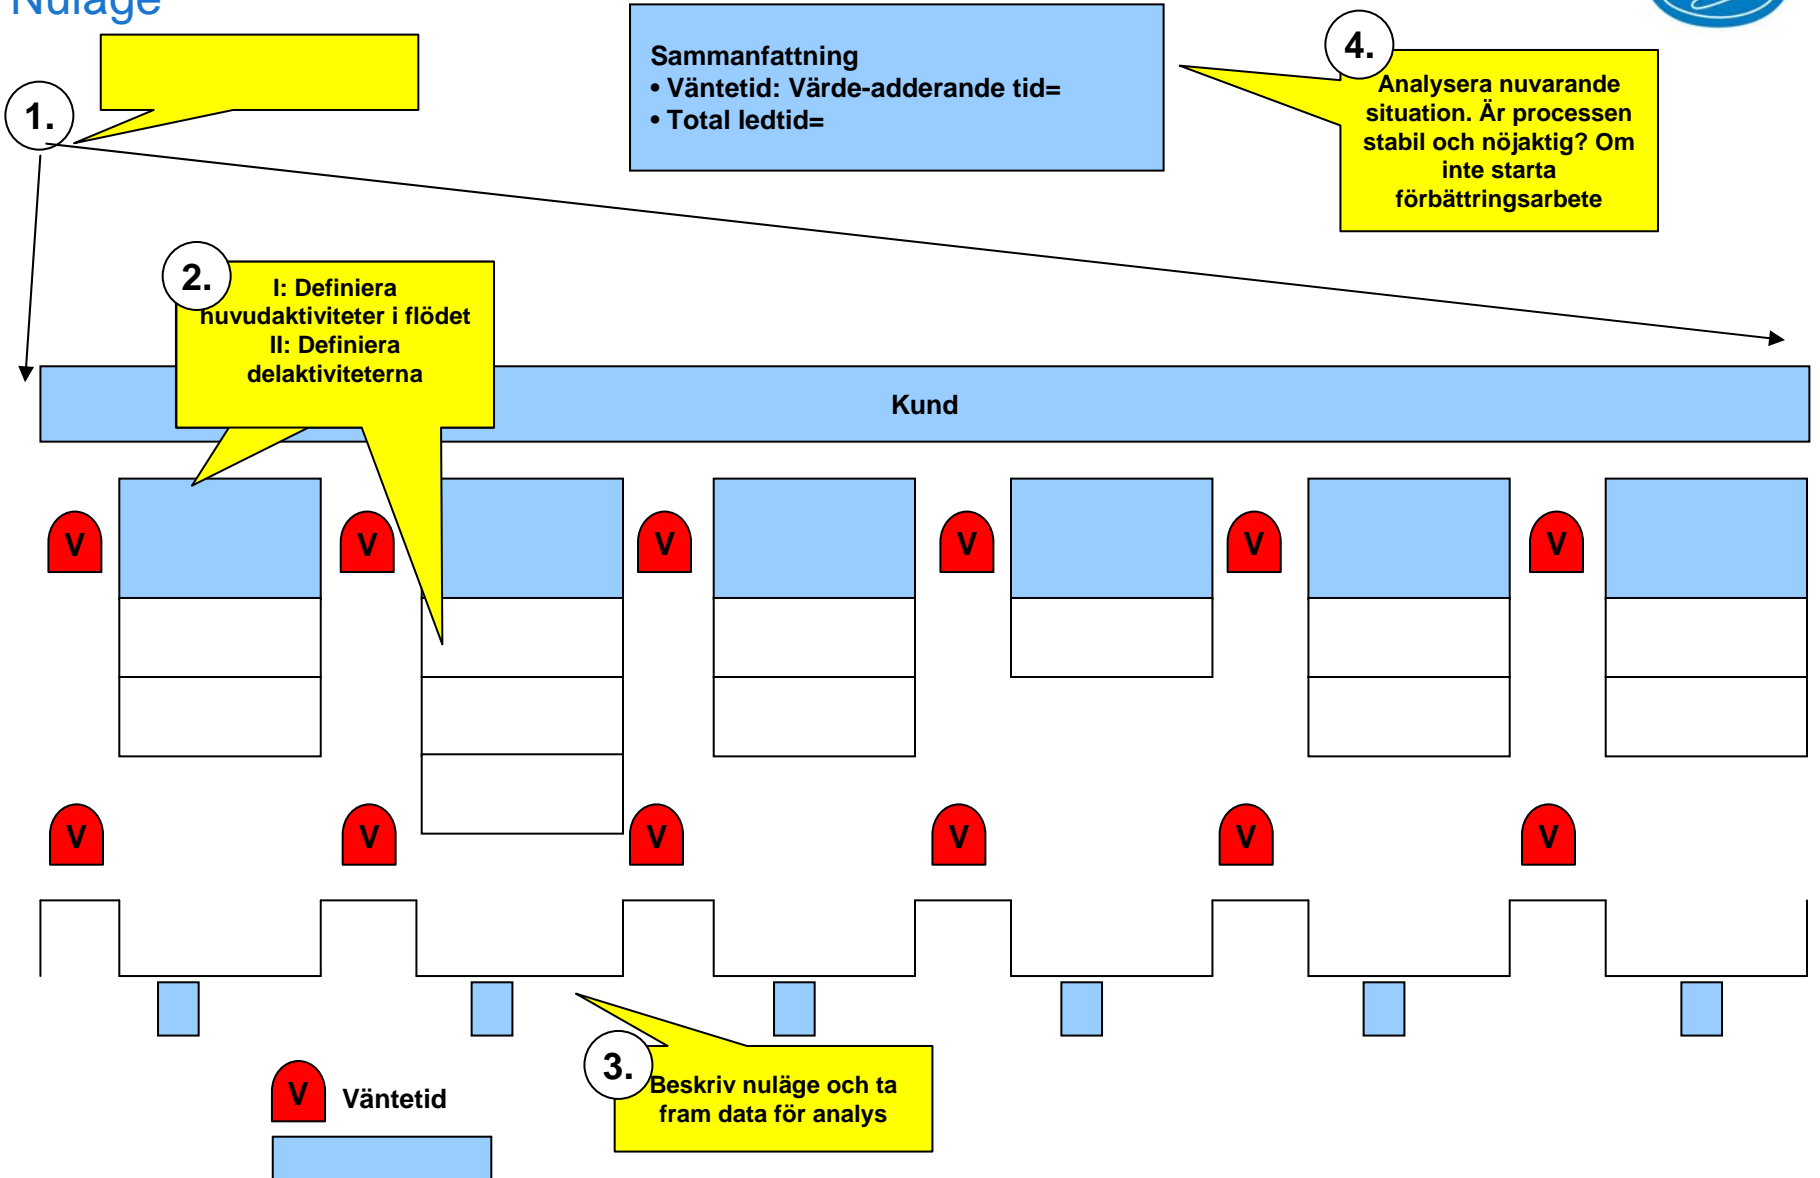 Nuläge
1.
Sammanfattning
• Väntetid: Värde-adderande tid=
• Total ledtid=
4.
Analysera nuvarande
situation. Är processen
stabil och nöjaktig? Om
inte starta
förbättringsarbete
2.
I: Definiera
huvudaktiviteter i flödet
II: Definiera
delaktiviteterna
Kund
V V V V V V
V V V V V V
3.
Beskriv nuläge och ta
fram data för analys
V Väntetid